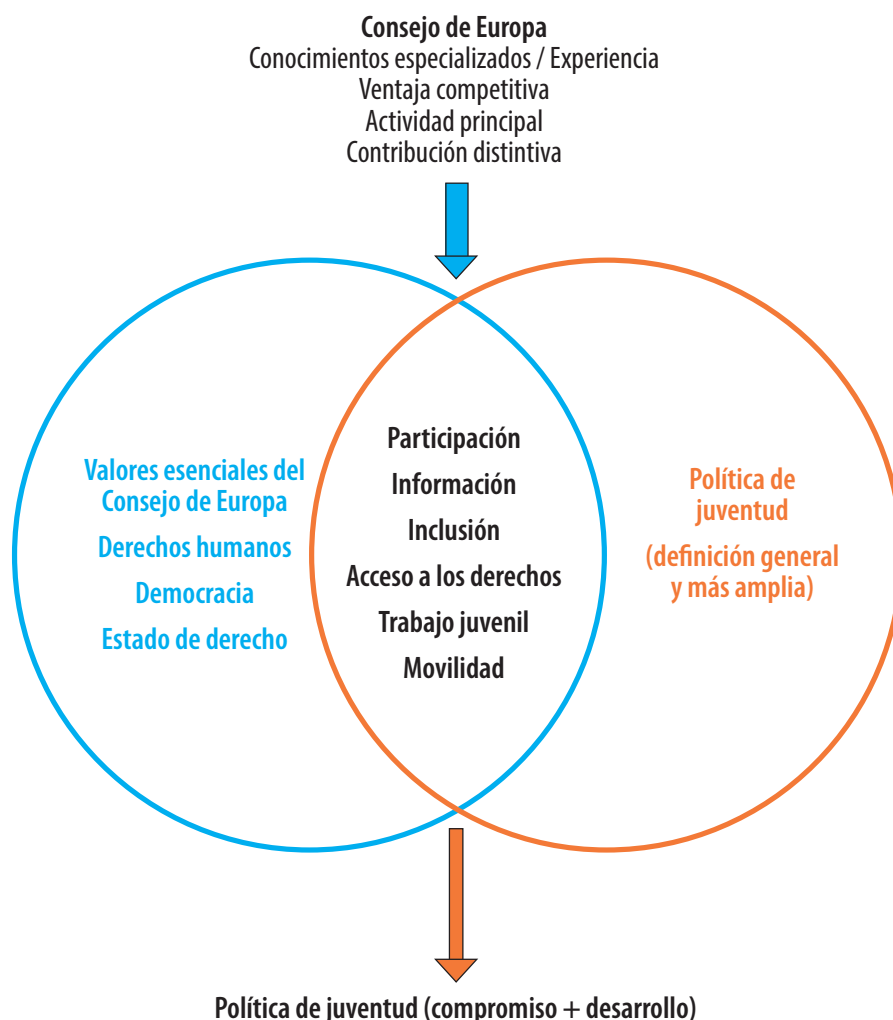 Consejo de Europa
Conocimientos especializados / Experiencia
Ventaja competitiva
Actividad principal
Contribución distintiva
Valores esenciales del
Consejo de Europa
Derechos humanos
Democracia
Estado de derecho
Participación
Información
Inclusión
Acceso a los derechos
Trabajo juvenil
Movilidad
Política de
juventud
(definición general
y más amplia)
Política de juventud (compromiso + desarrollo)